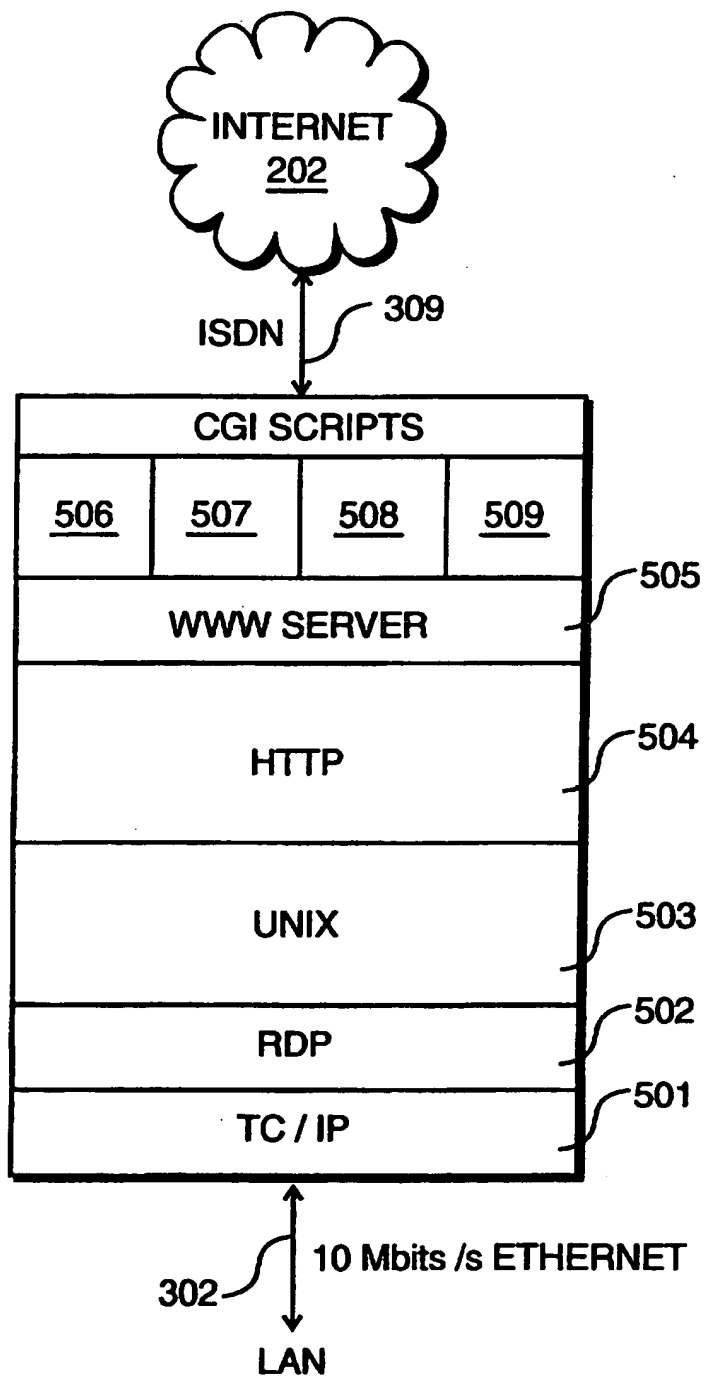 INTERNET
202
ISDN
309
CGI SCRIPTS
506 507 508 509
505
WWW SERVER
504
HTTP
503
UNIX
502
RDP
501
TC / IP
302
10 Mbits /s ETHERNET
LAN